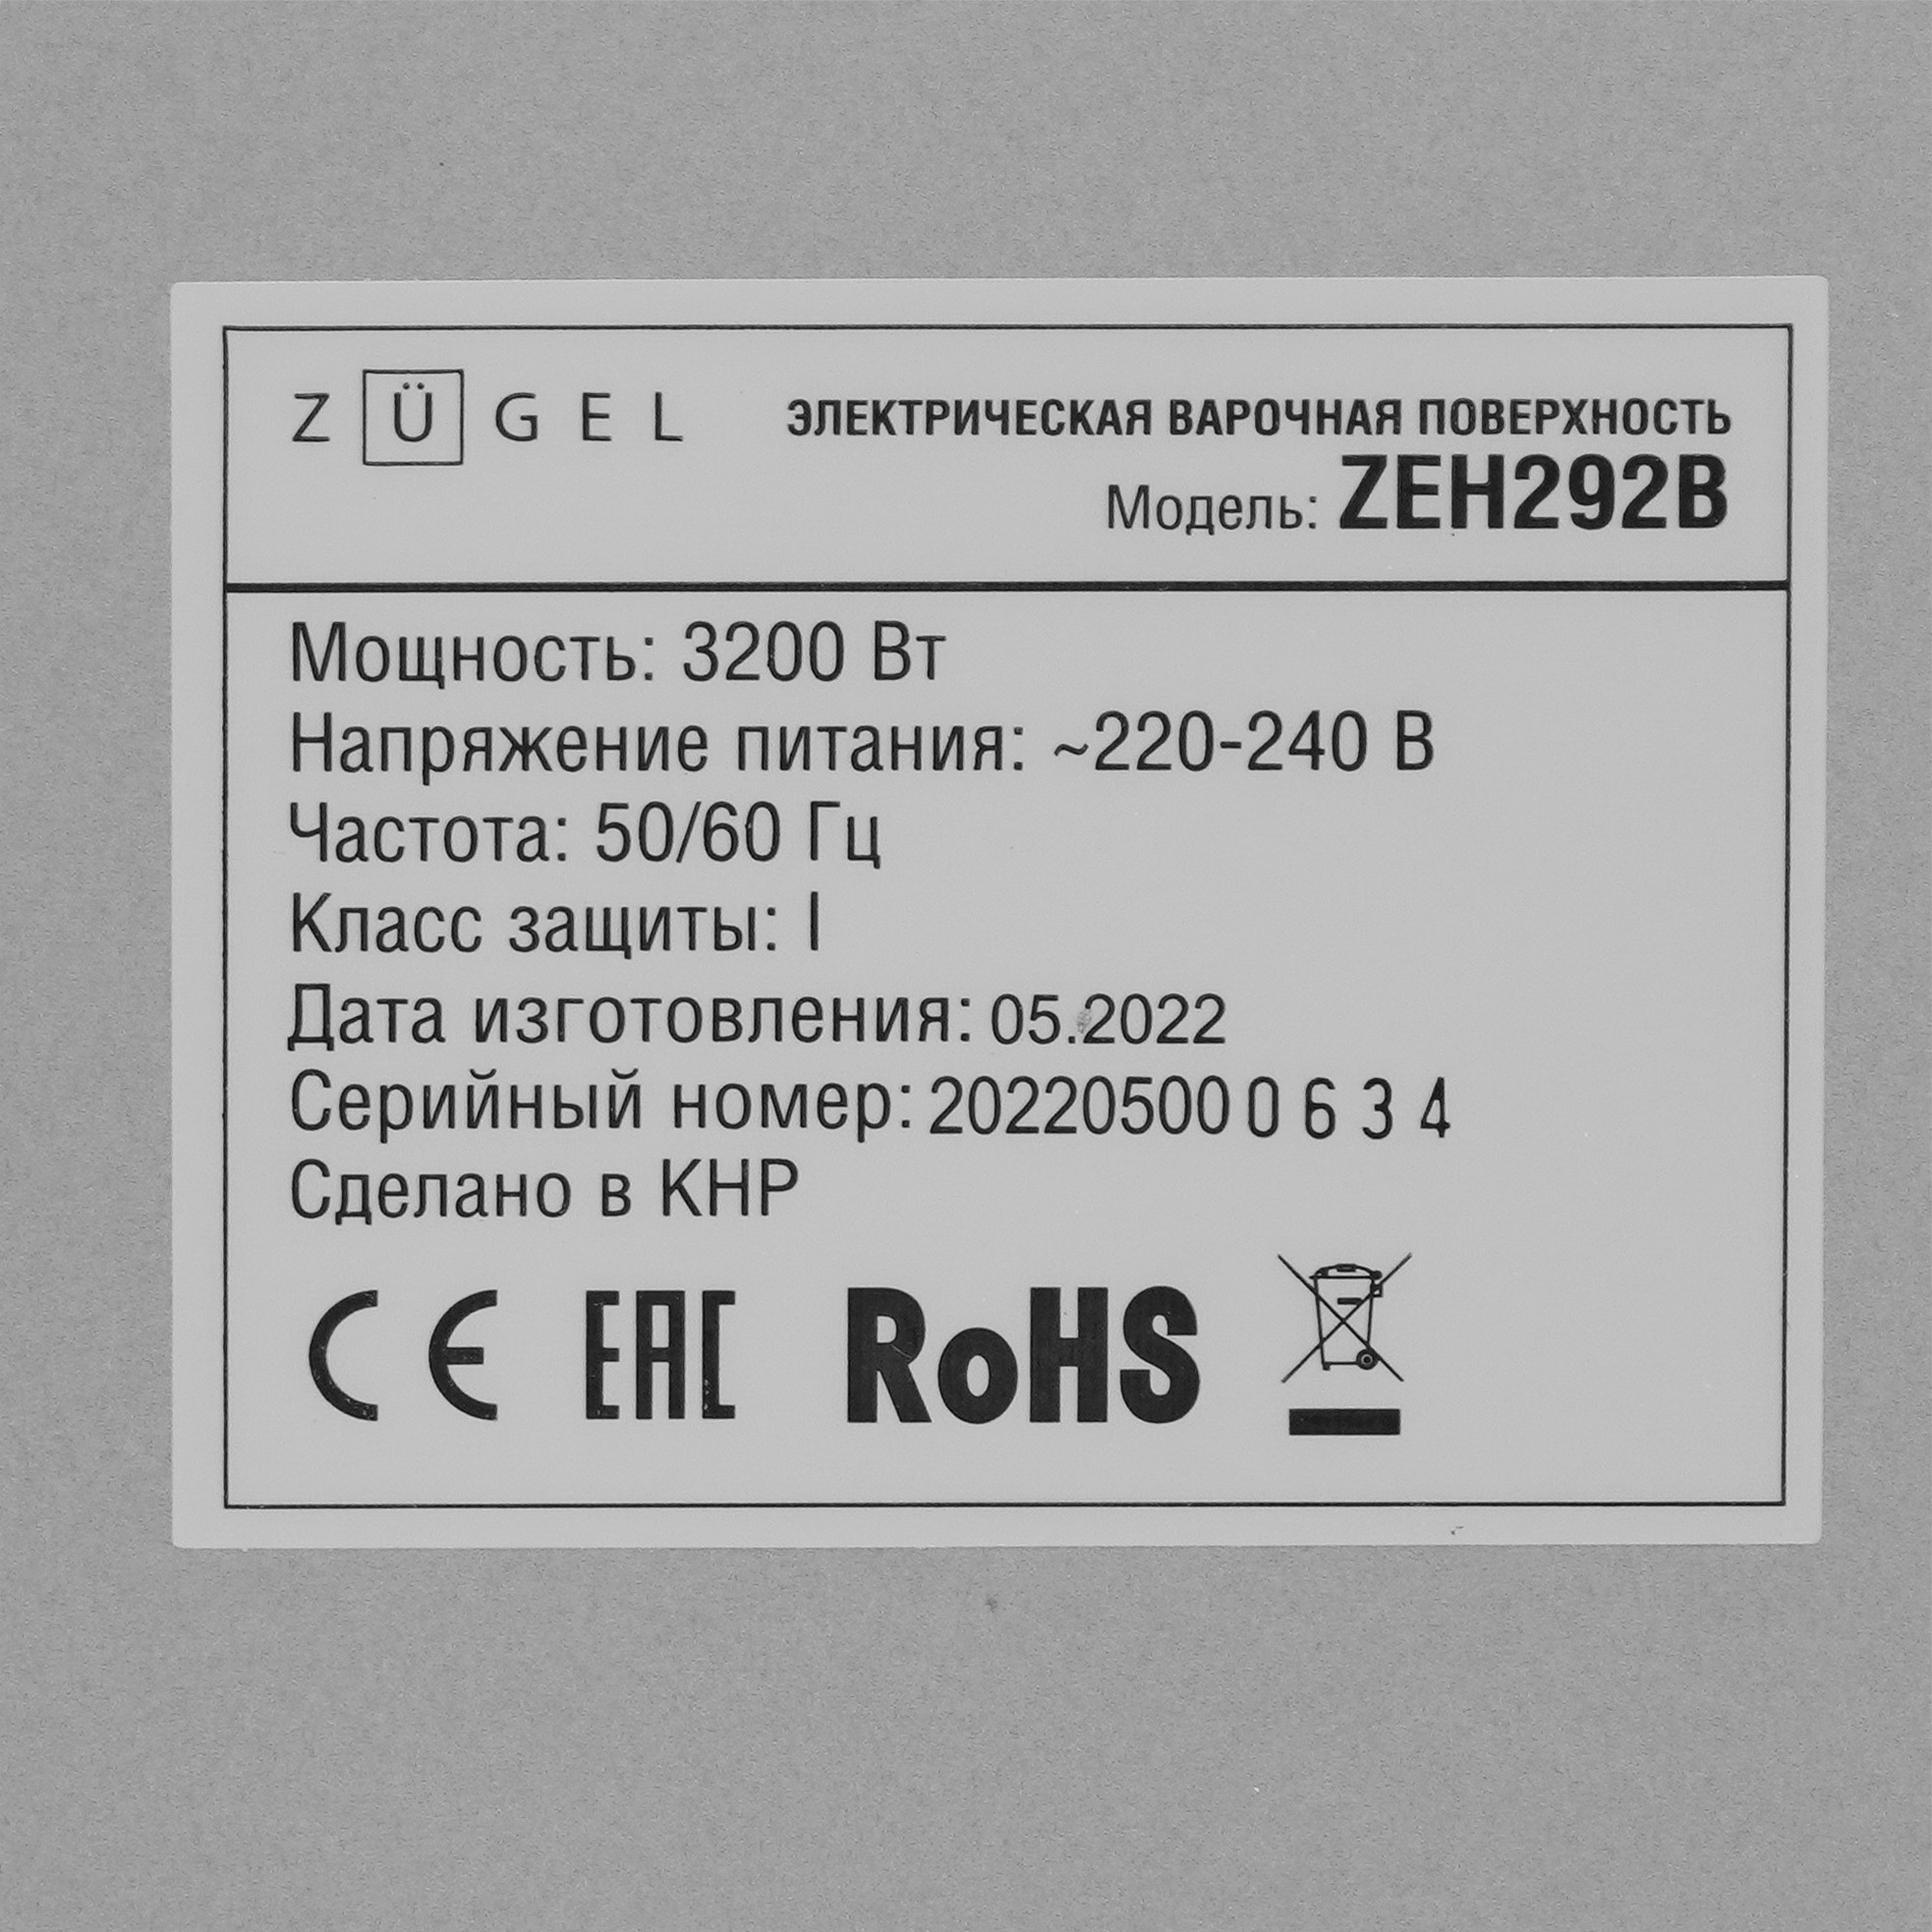 ZÜGEL
ЭЛЕКТРИЧЕСКАЯ ВАРОЧНАЯ ПОВЕРХНОСТЬ
Модель: ZEH292B
Мощность: 3200 Вт
Напряжение питания: ~220-240 В
Частота: 50/60 Гц
Класс защиты: I
Дата изготовления: 05.2022
Серийный номер: 2022050000634
Сделано в КНР
CE EAC RoHS